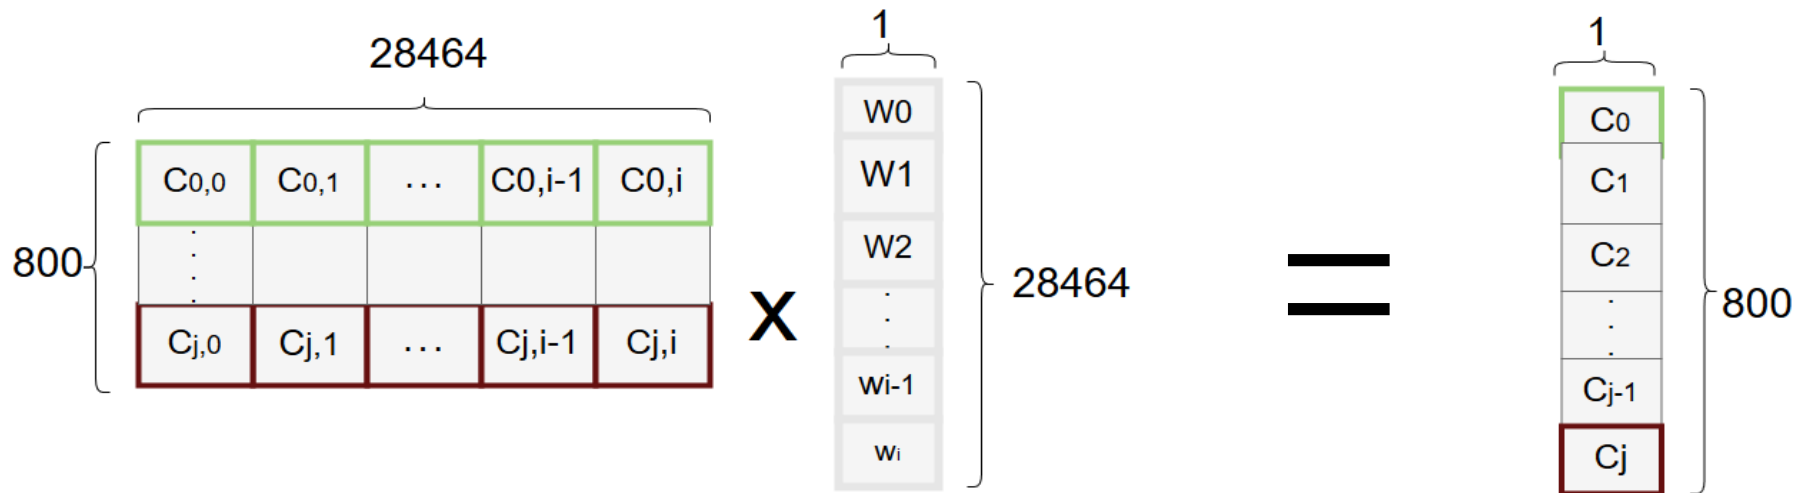 28464
800
C0,0 C0,1 ... C0,i-1 C0,i
.
.
.
.
Cj,0 Cj,1 ... Cj,i-1 Cj,i
X
1
W0
W1
W2
.
.
.
wi-1
wi
28464
=
1
C0
C1
C2
.
.
.
Cj-1
Cj
800